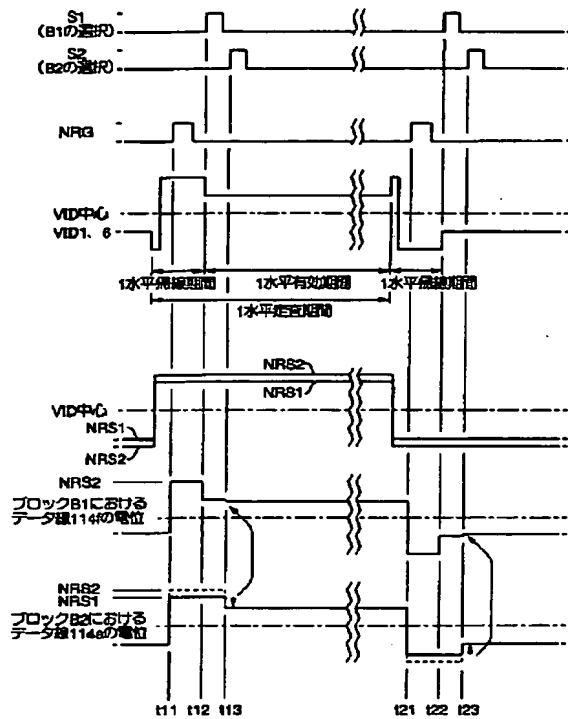 S1
(B1の選択)
S2
(B2の選択)
NRG
VID中心
VID1、6
1水平帰線期間
1水平有効期間
1水平帰線期間
1水平走査期間
NRS2
NRS1
VID中心
NRS1
NRS2
NRS2
ブロックB1における
データ線114fの電位
NRS2
NRS1
ブロックB2における
データ線114aの電位
t11 t12 t13 t21 t22 t23